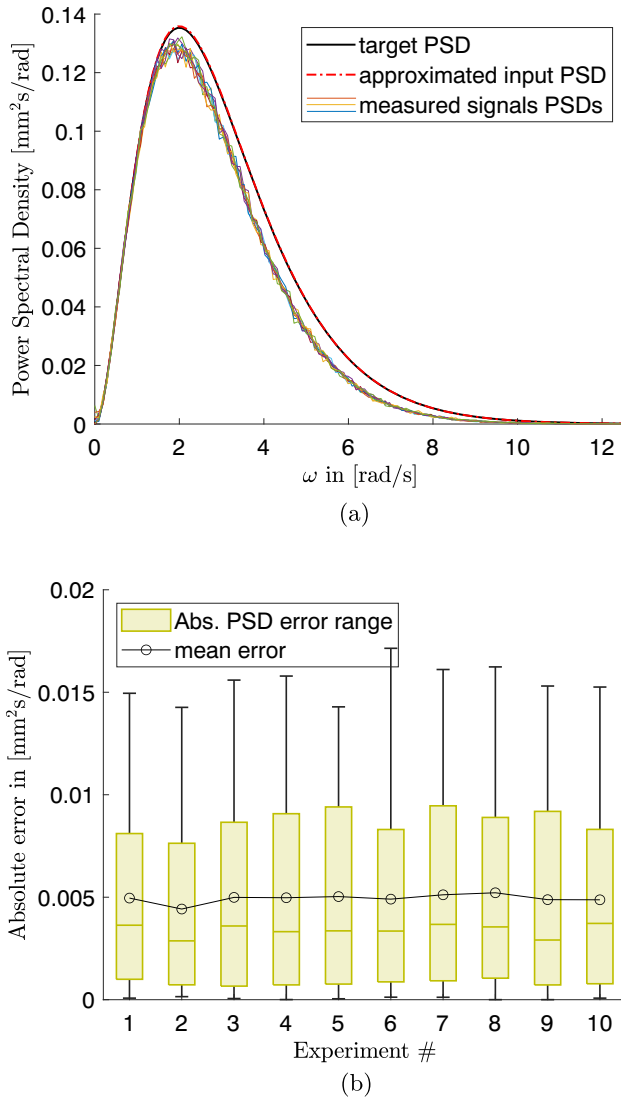 0.14
0.12
0.1
0.08
0.06
0.04
0.02
0
Power Spectral Density [mm²s/rad]
target PSD
approximated input PSD
measured signals PSDs
0 2 4 6 8 10 12
ω in [rad/s]
(a)
0.02
0.015
0.01
0.005
0
Absolute error in [mm²s/rad]
Abs. PSD error range
mean error
1 2 3 4 5 6 7 8 9 10
Experiment #
(b)